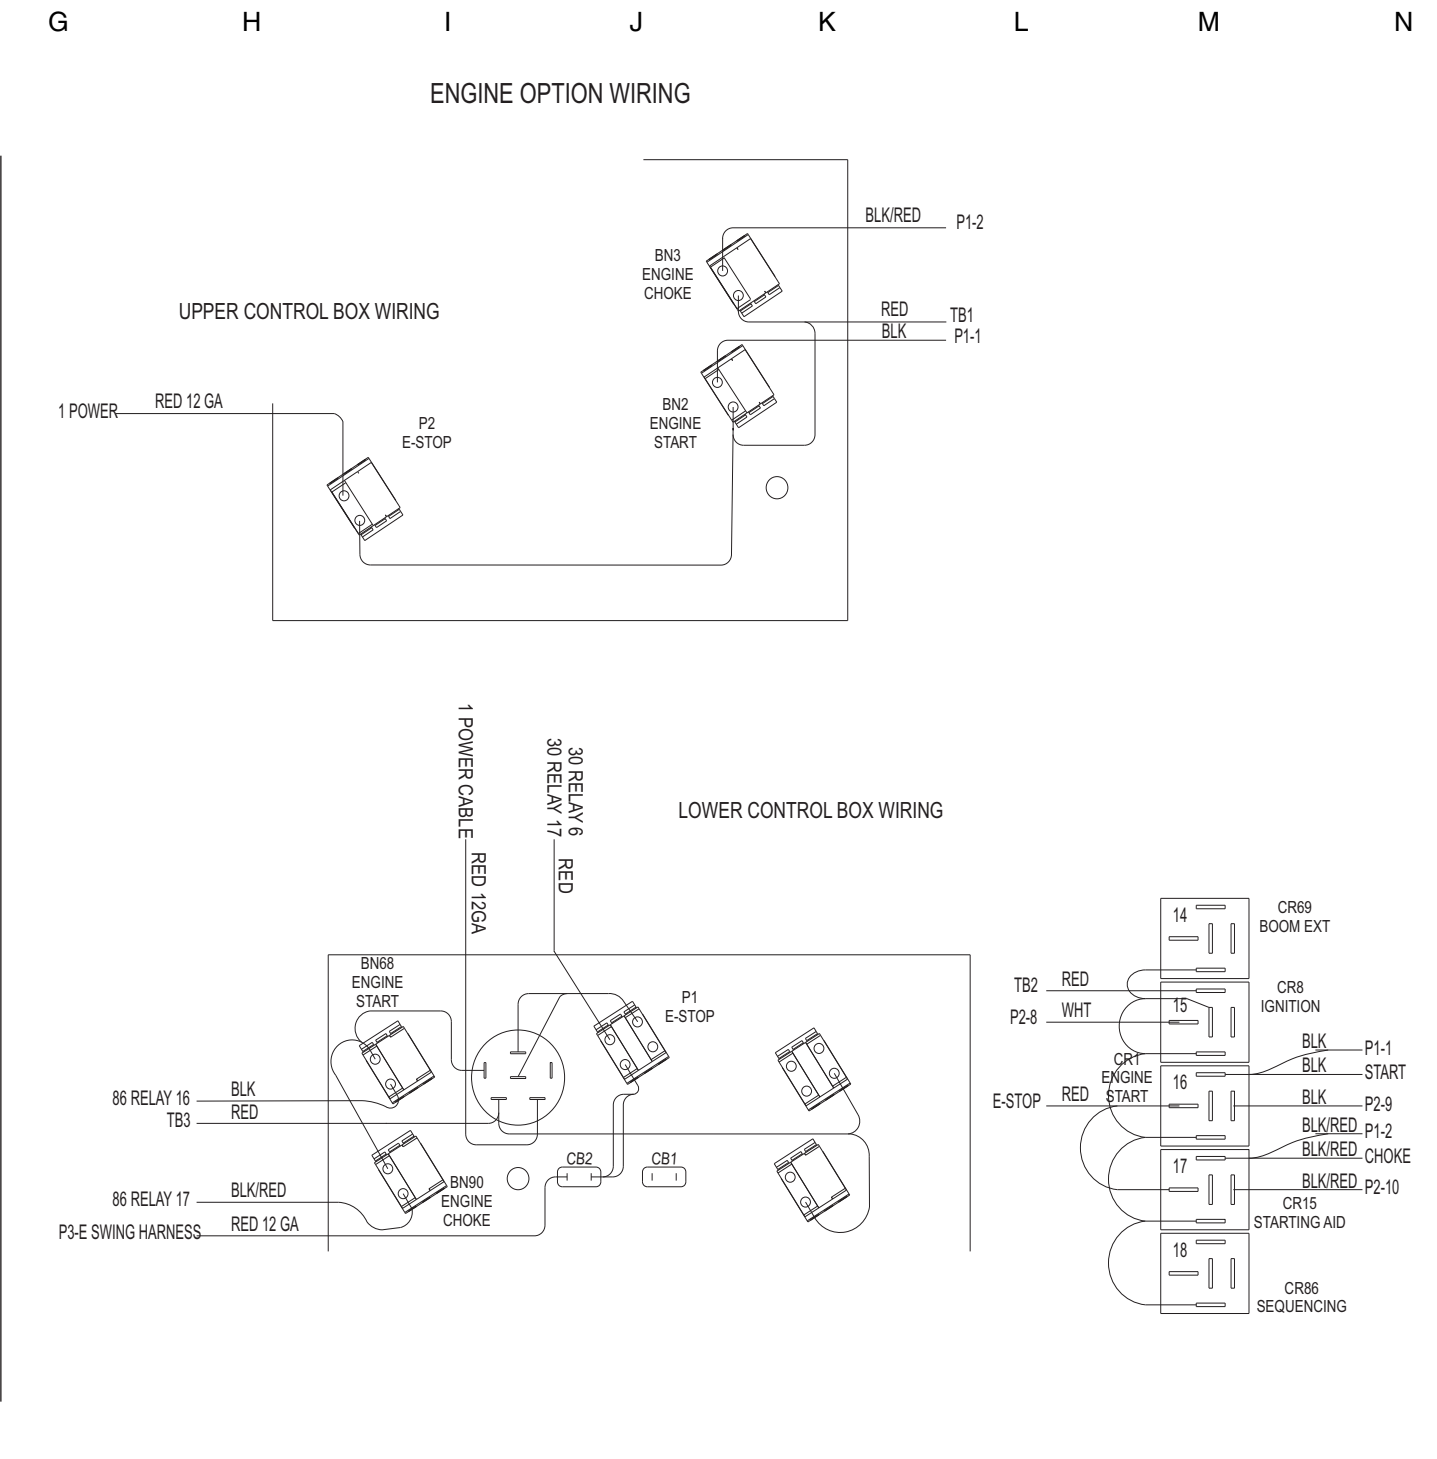 G H I J K L M N
ENGINE OPTION WIRING
BLK/RED
P1-2
BN3
ENGINE
CHOKE
UPPER CONTROL BOX WIRING
RED
TB1
BLK
P1-1
1 POWER
RED 12 GA
P2
E-STOP
BN2
ENGINE
START
1 POWER CABLE
RED 12GA
30 RELAY 6
30 RELAY 17
RED
LOWER CONTROL BOX WIRING
BN68
ENGINE
START
P1
E-STOP
86 RELAY 16
BLK
TB3
RED
CB2
CB1
86 RELAY 17
BLK/RED
BN90
ENGINE
CHOKE
P3-E SWING HARNESS
RED 12 GA
14
CR69
BOOM EXT
TB2
RED
CR8
IGNITION
15
P2-8
WHT
BLK
P1-1
CR1
ENGINE
START
16
BLK
START
E-STOP
RED
BLK
P2-9
BLK/RED
P1-2
17
BLK/RED
CHOKE
BLK/RED
P2-10
CR15
STARTING AID
18
CR86
SEQUENCING